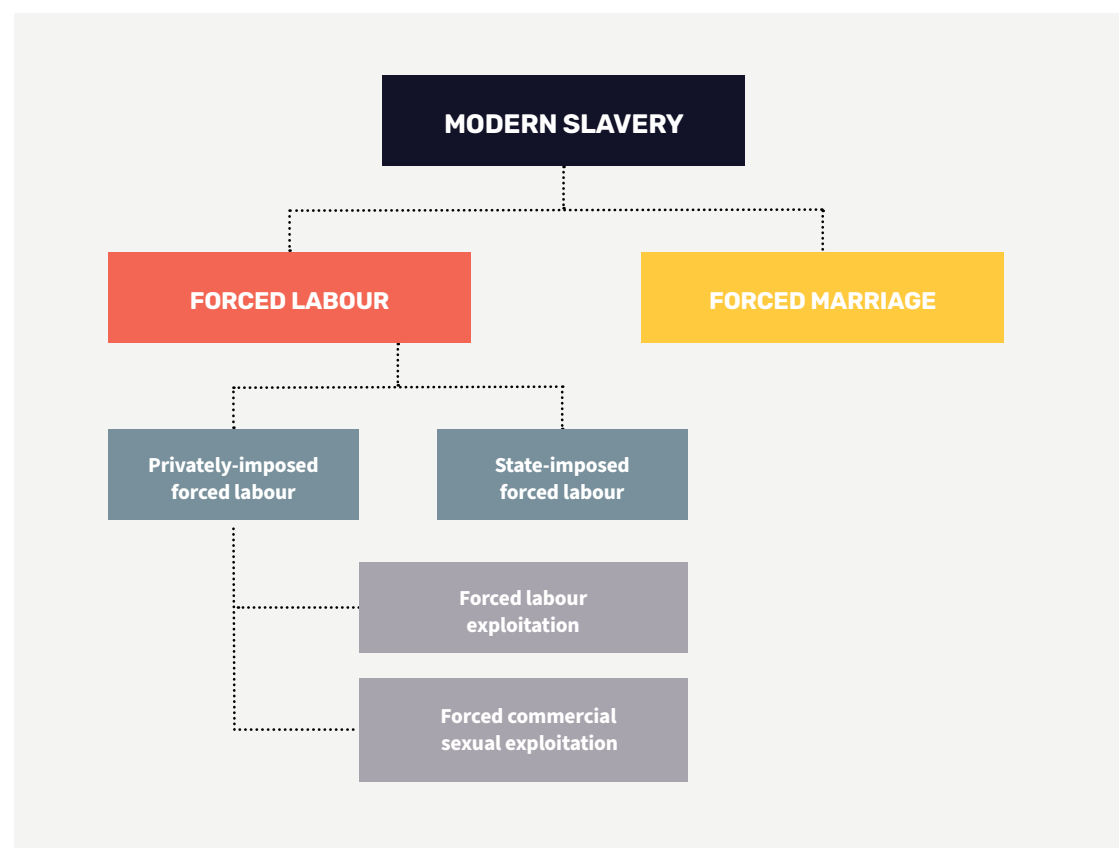 MODERN SLAVERY
FORCED LABOUR
FORCED MARRIAGE
Privately-imposed
forced labour
State-imposed
forced labour
Forced labour
exploitation
Forced commercial
sexual exploitation